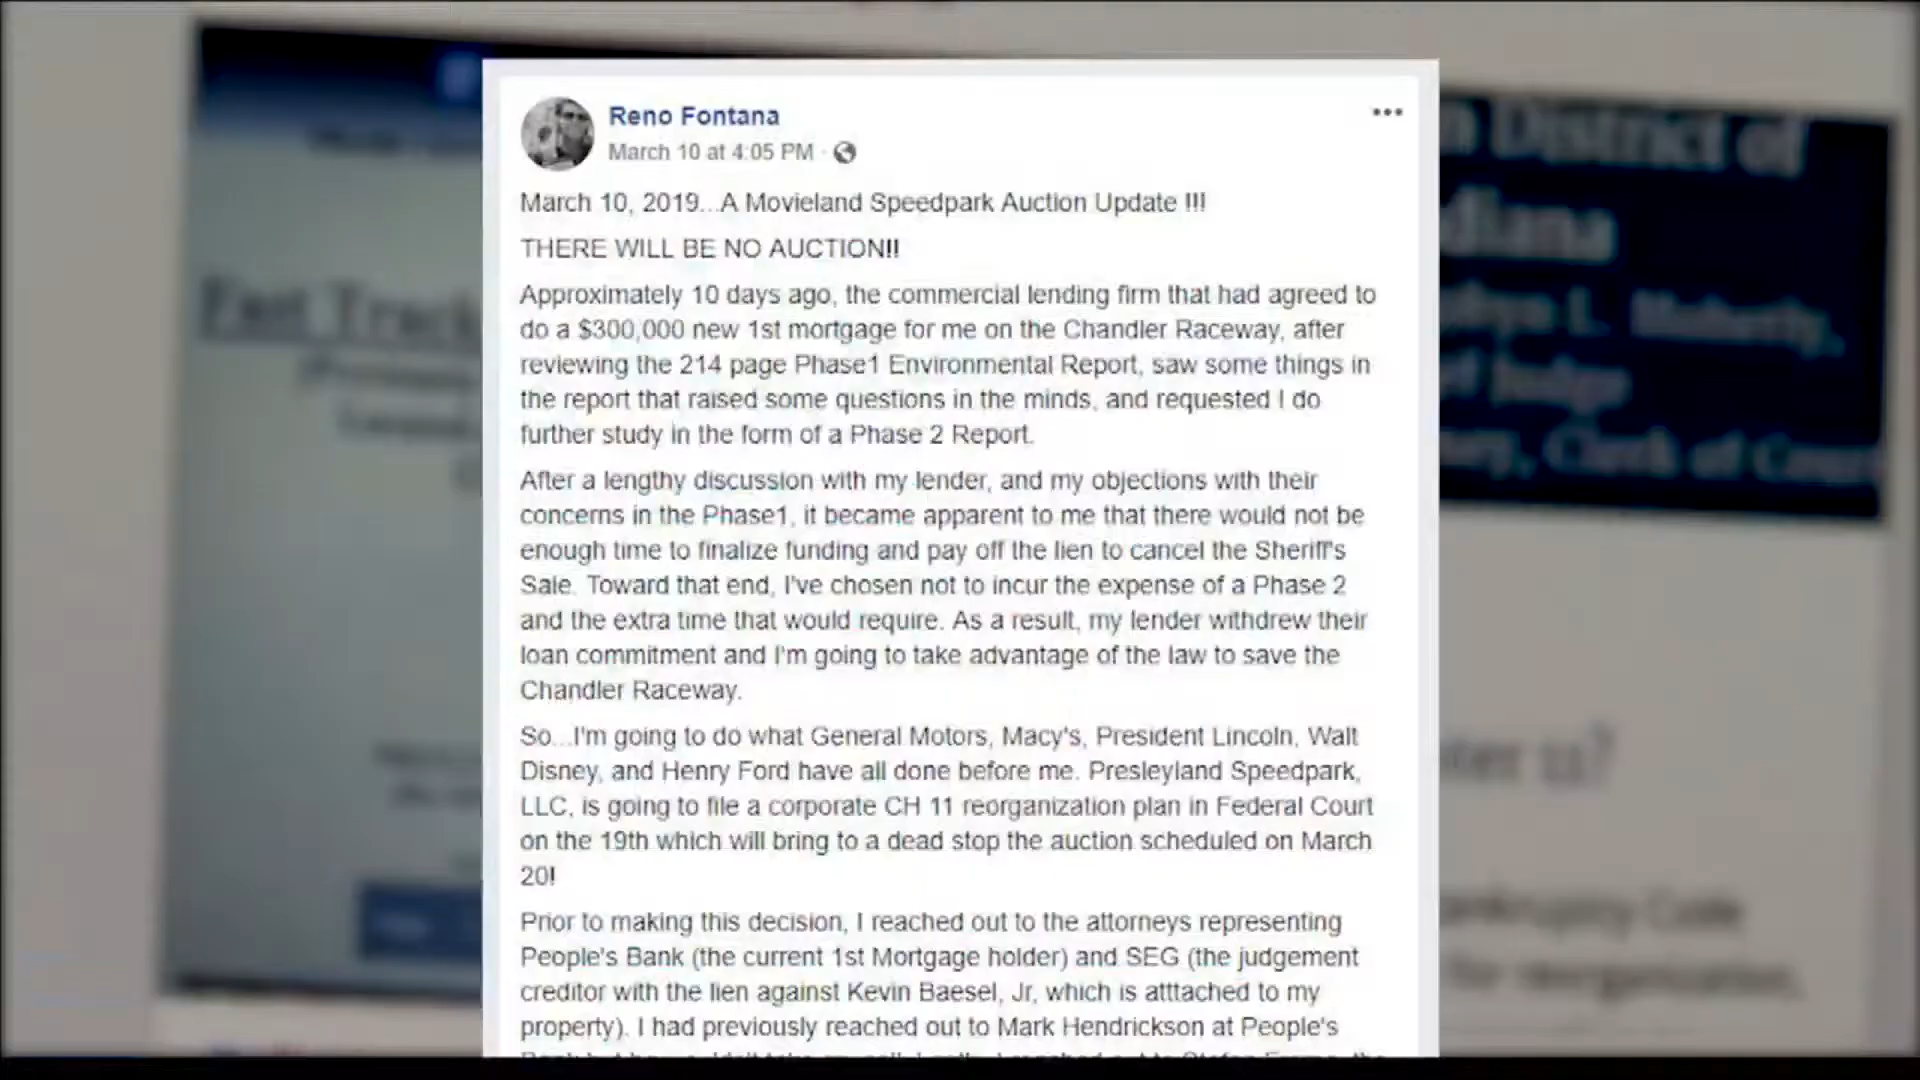 Reno Fontana
March 10 at 4:05 PM ·
March 10, 2019...A Movieland Speedpark Auction Update !!!
THERE WILL BE NO AUCTION!!
Approximately 10 days ago, the commercial lending firm that had agreed to
do a $300,000 new 1st mortgage for me on the Chandler Raceway, after
reviewing the 214 page Phase1 Environmental Report, saw some things in
the report that raised some questions in the minds, and requested I do
further study in the form of a Phase 2 Report.
After a lengthy discussion with my lender, and my objections with their
concerns in the Phase1, it became apparent to me that there would not be
enough time to finalize funding and pay off the lien to cancel the Sheriff's
Sale. Toward that end, I've chosen not to incur the expense of a Phase 2
and the extra time that would require. As a result, my lender withdrew their
loan commitment and I'm going to take advantage of the law to save the
Chandler Raceway.
So...I'm going to do what General Motors, Macy's, President Lincoln, Walt
Disney, and Henry Ford have all done before me. Presleyland Speedpark,
LLC, is going to file a corporate CH 11 reorganization plan in Federal Court
on the 19th which will bring to a dead stop the auction scheduled on March
20!
Prior to making this decision, I reached out to the attorneys representing
People's Bank (the current 1st Mortgage holder) and SEG (the judgement
creditor with the lien against Kevin Baesel, Jr, which is atttached to my
property). I had previously reached out to Mark Hendrickson at People's
District of
diana
Judge
Clerk of Court
11?
Code
for reorganization,
Fast Track